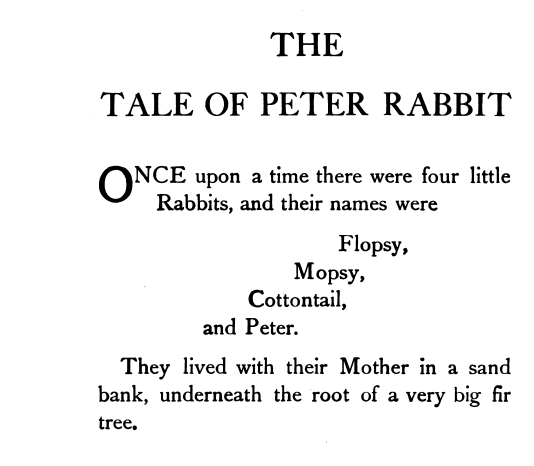 THE
TALE OF PETER RABBIT
ONCE upon a time there were four little
Rabbits, and their names were
Flopsy,
Mopsy,
Cottontail,
and Peter.
They lived with their Mother in a sand
bank, underneath the root of a very big fir
tree.